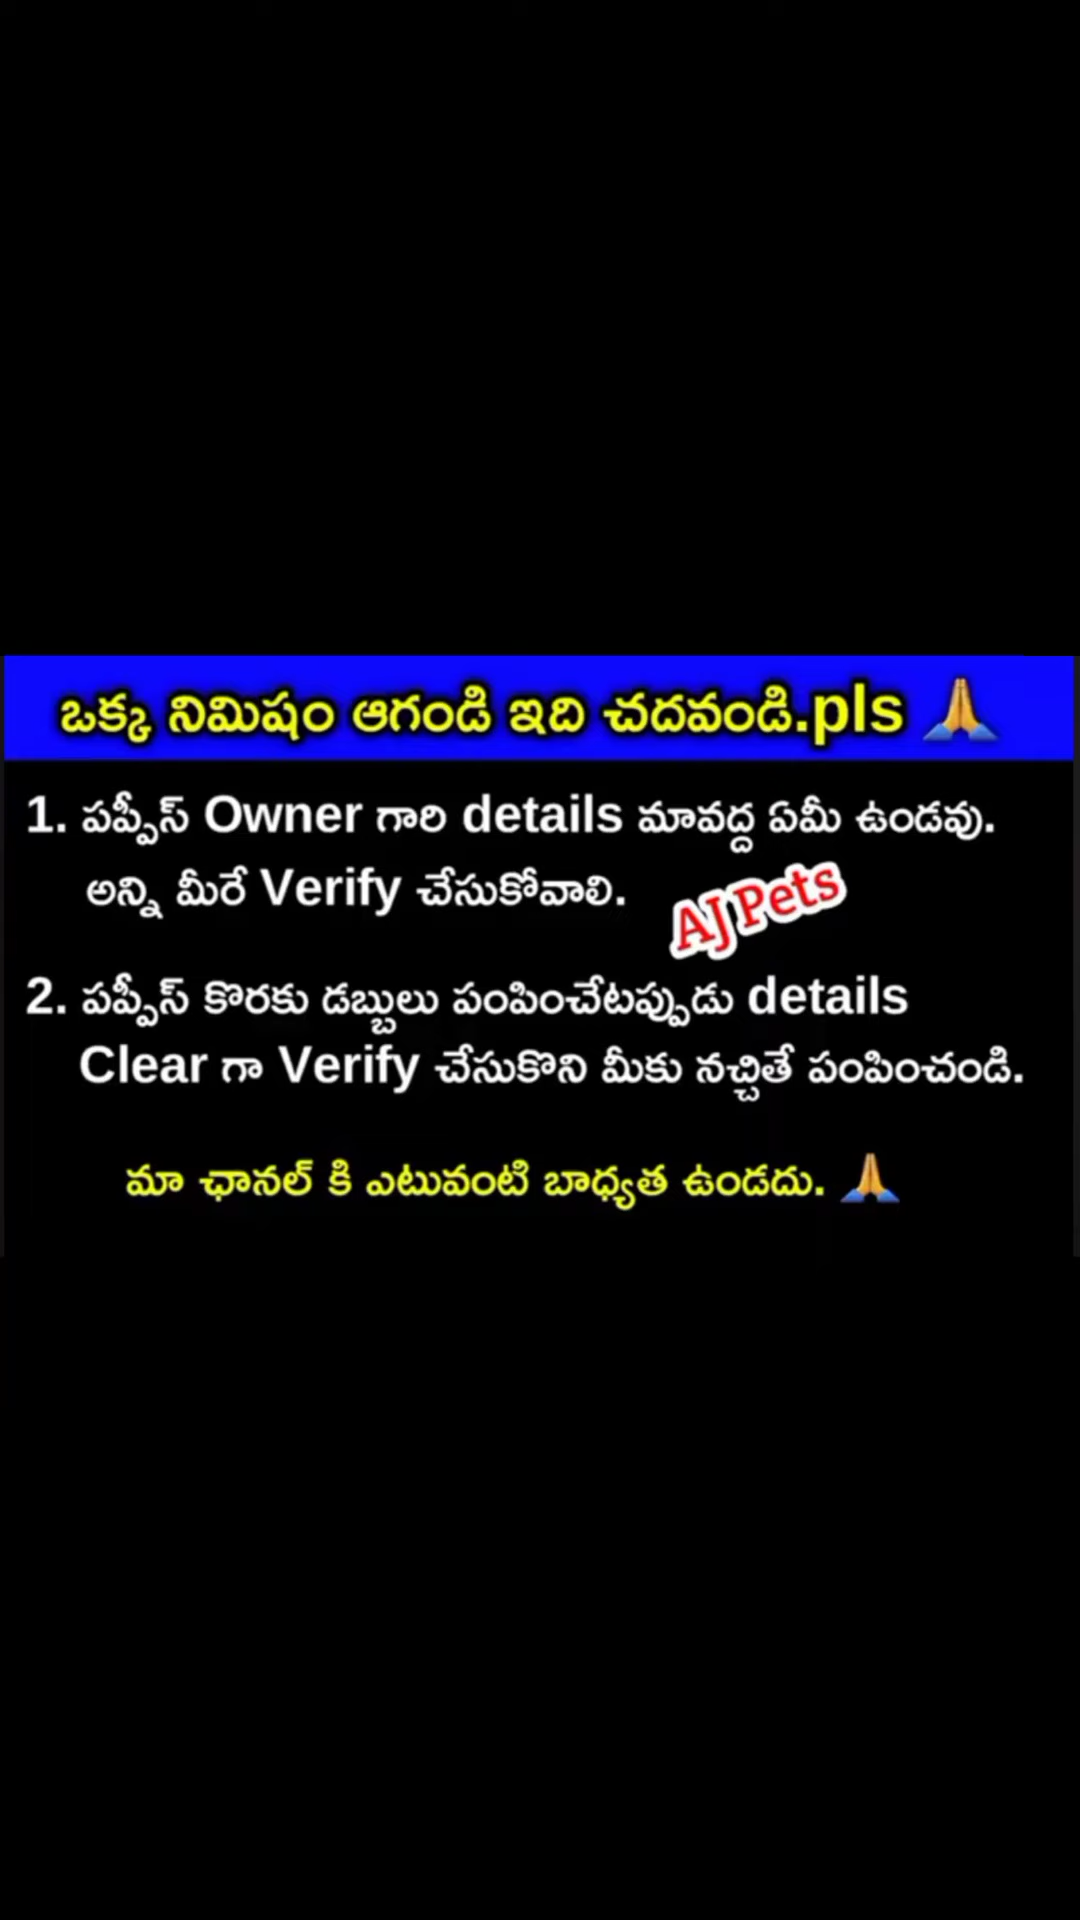 ఒక్క నిమిషం ఆగండి ఇది చదవండి.pls 🙏
1. పప్పీస్ Owner గారి details మావద్ద ఏమీ ఉండవు.
అన్ని మీరే Verify చేసుకోవాలి.
AJ Pets
2. పప్పీస్ కొరకు డబ్బులు పంపించేటప్పుడు details
Clear గా Verify చేసుకొని మీకు నచ్చితే పంపించండి.
మా ఛానల్ కి ఎటువంటి బాధ్యత ఉండదు. 🙏